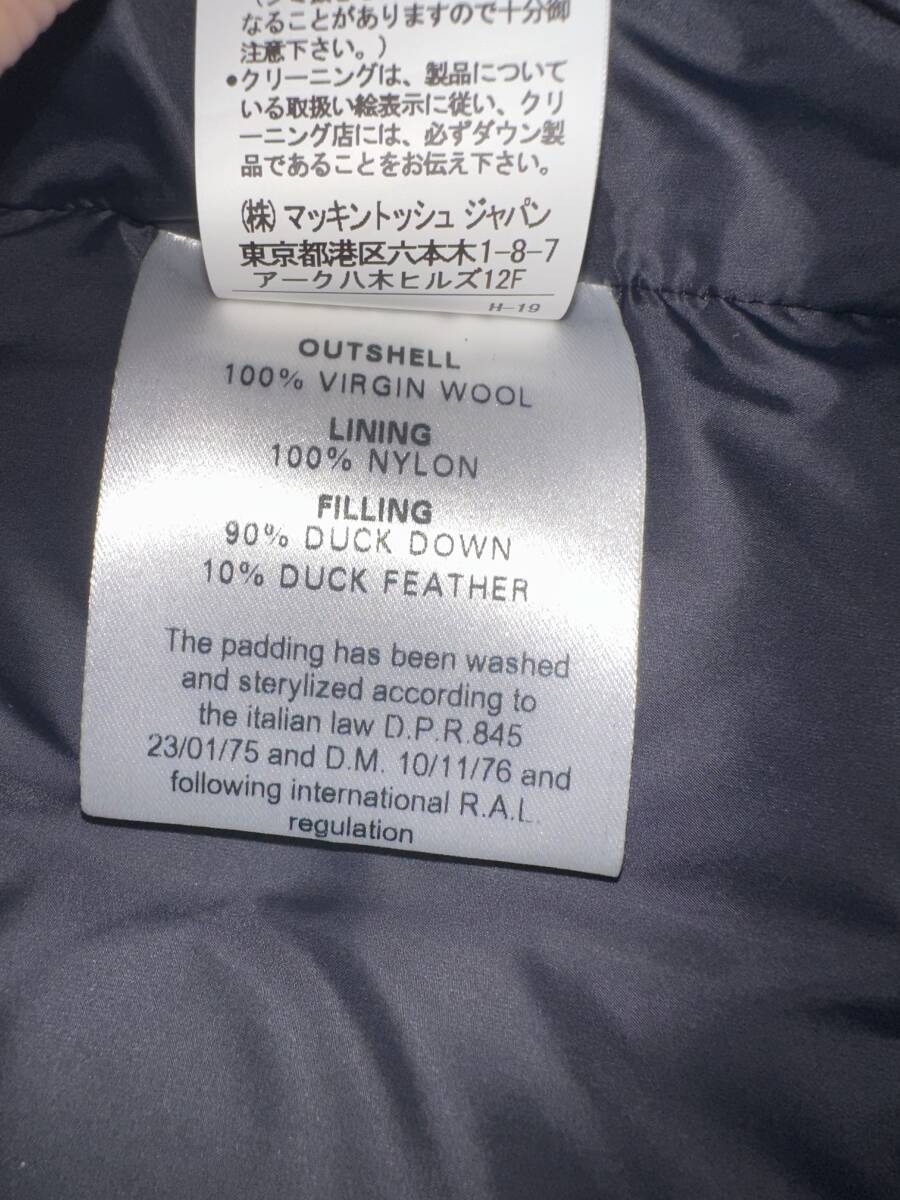 なることがありますので十分御
注意下さい。）
●クリーニングは、製品につい​て
いる取扱い絵表示に従い、クリ
ーニング店には、必ずダウン製
品であることをお伝え下さい。
㈱マッキントッシュ ジャパン
東京都港区六本木1-8-7
アーク八木ヒルズ12F
H-19
OUTSHELL
100% VIRGIN WOOL
LINING
100% NYLON
FILLING
90% DUCK DOWN
10% DUCK FEATHER
The padding has been washed
and sterylized according to
the italian law D.P.R.845
23/01/75 and D.M. 10/11/76 and
following international R.A.L.
regulation